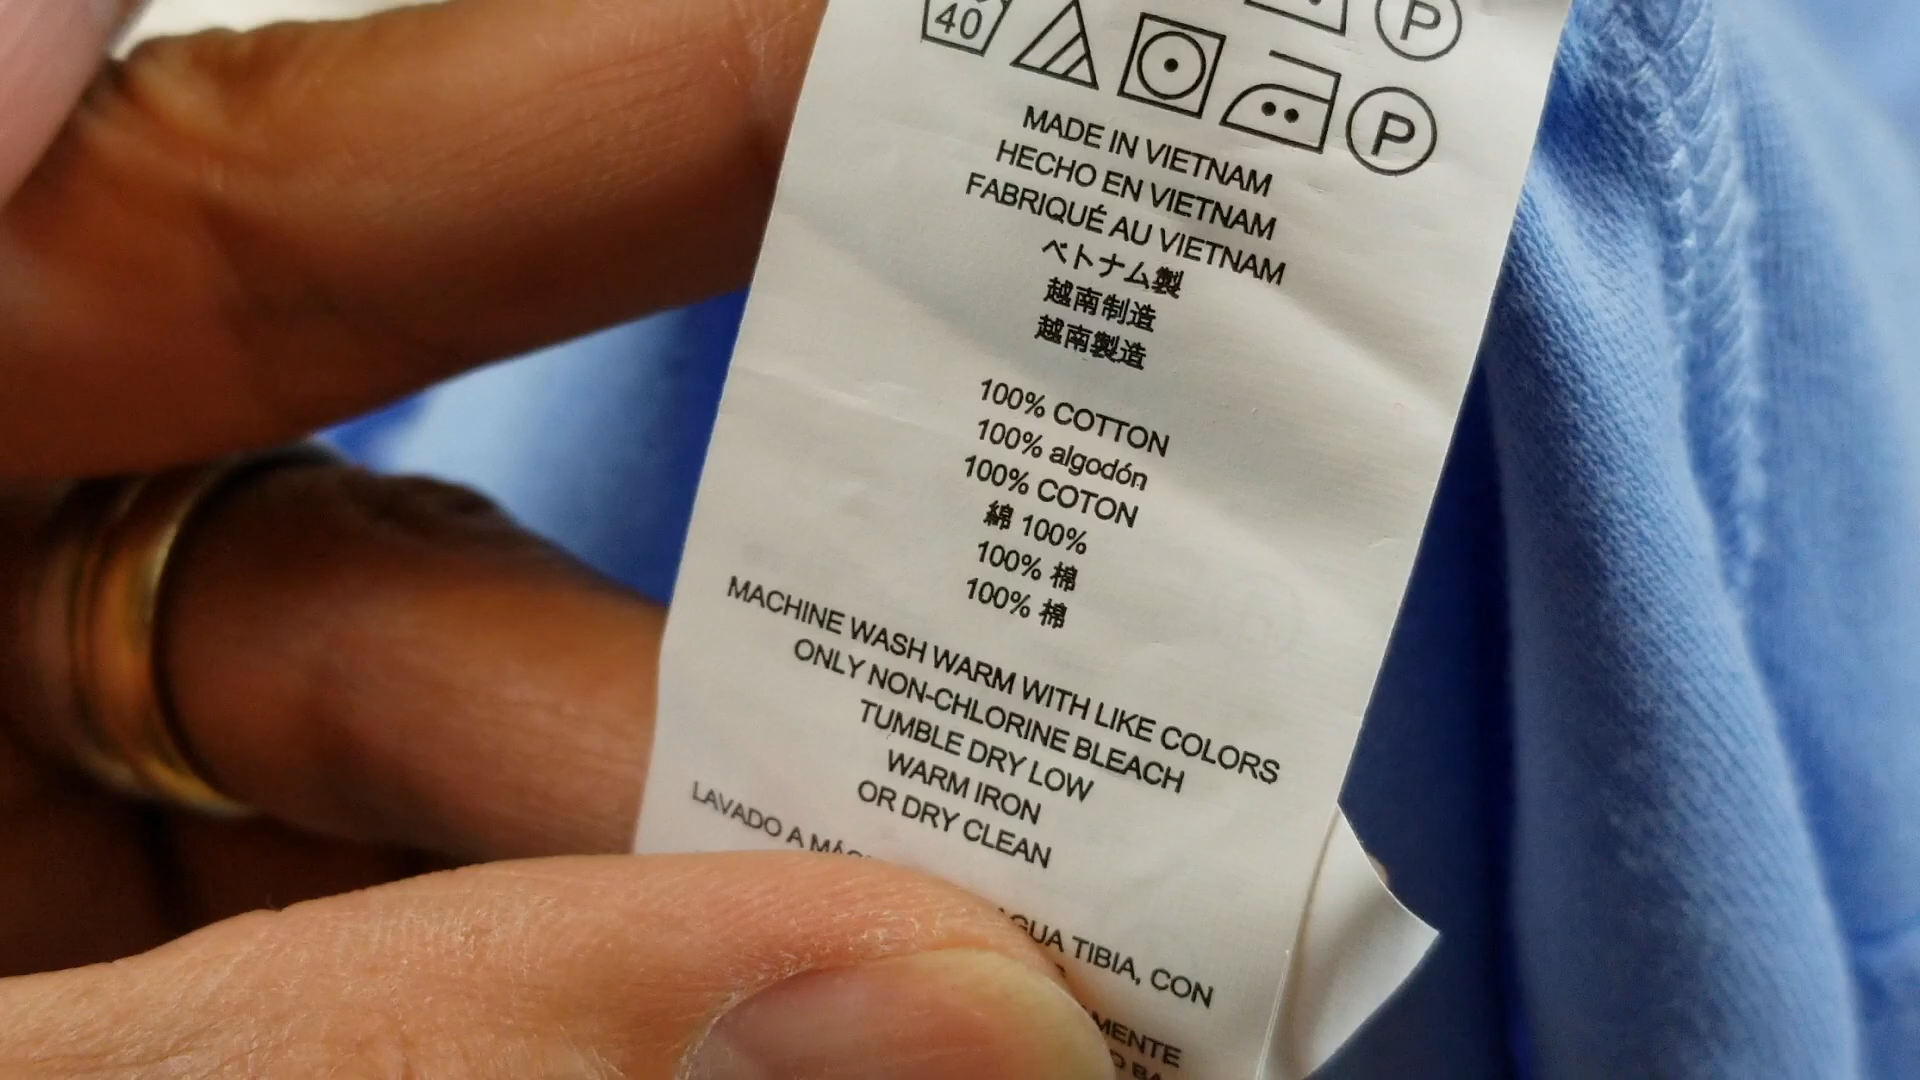 40
P
P
MADE IN VIETNAM
HECHO EN VIETNAM
FABRIQUÉ AU VIETNAM
ベトナム製
越南制造
越南製造
100% COTTON
100% algodón
100% COTON
綿 100%
100% 棉
100% 棉
MACHINE WASH WARM WITH LIKE COLORS
ONLY NON-CHLORINE BLEACH
TUMBLE DRY LOW
WARM IRON
OR DRY CLEAN
LAVADO A
TIBIA, CON